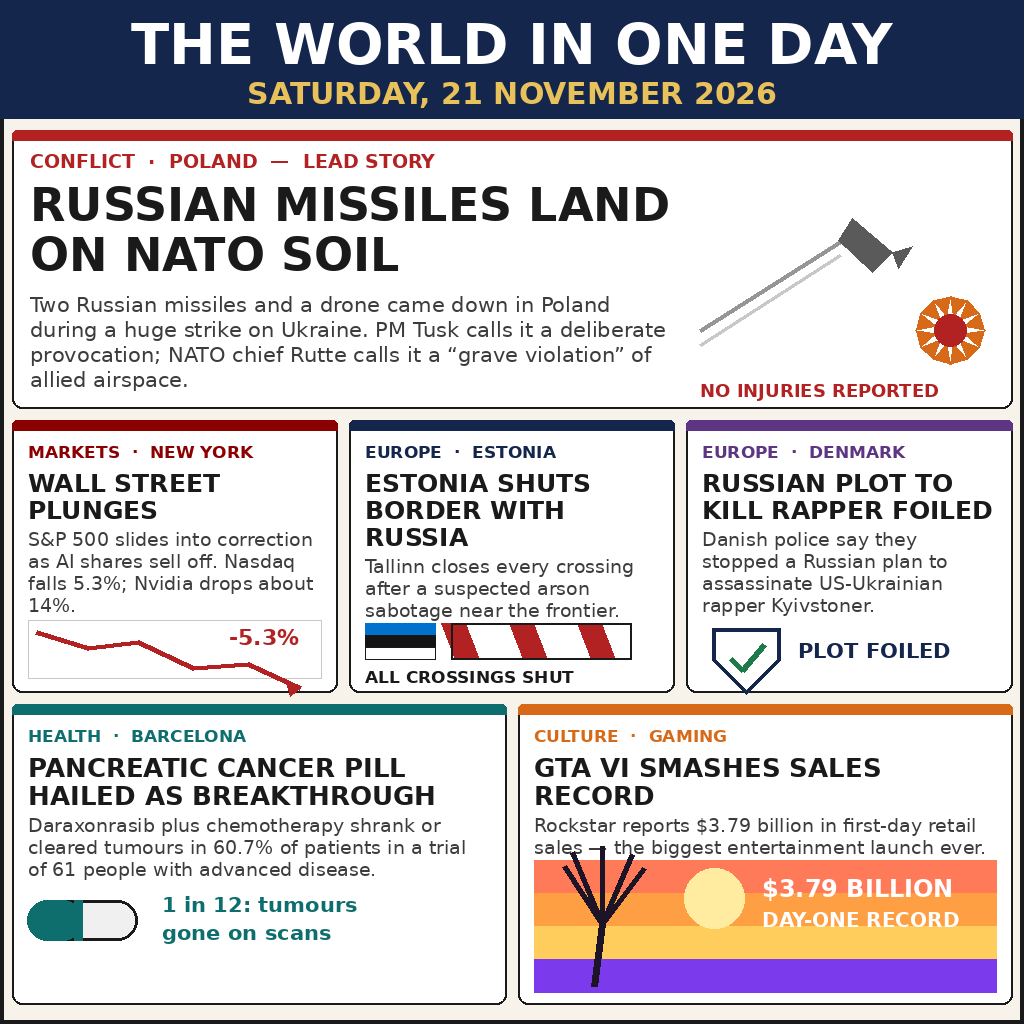 THE WORLD IN ONE DAY
SATURDAY, 21 NOVEMBER 2026
CONFLICT · POLAND — LEAD STORY
RUSSIAN MISSILES LAND
ON NATO SOIL
Two Russian missiles and a drone came down in Poland
during a huge strike on Ukraine. PM Tusk calls it a deliberate
provocation; NATO chief Rutte calls it a “grave violation” of
allied airspace.
NO INJURIES REPORTED
MARKETS · NEW YORK
WALL STREET
PLUNGES
S&P 500 slides into correction
as AI shares sell off. Nasdaq
falls 5.3%; Nvidia drops about
14%.
-5.3%
EUROPE · ESTONIA
ESTONIA SHUTS
BORDER WITH
RUSSIA
Tallinn closes every crossing
after a suspected arson
sabotage near the frontier.
ALL CROSSINGS SHUT
EUROPE · DENMARK
RUSSIAN PLOT TO
KILL RAPPER FOILED
Danish police say they
stopped a Russian plan to
assassinate US-Ukrainian
rapper Kyivstoner.
PLOT FOILED
HEALTH · BARCELONA
PANCREATIC CANCER PILL
HAILED AS BREAKTHROUGH
Daraxonrasib plus chemotherapy shrank or
cleared tumours in 60.7% of patients in a trial
of 61 people with advanced disease.
1 in 12: tumours
gone on scans
CULTURE · GAMING
GTA VI SMASHES SALES
RECORD
Rockstar reports $3.79 billion in first-day retail
sales — the biggest entertainment launch ever.
$3.79 BILLION
DAY-ONE RECORD